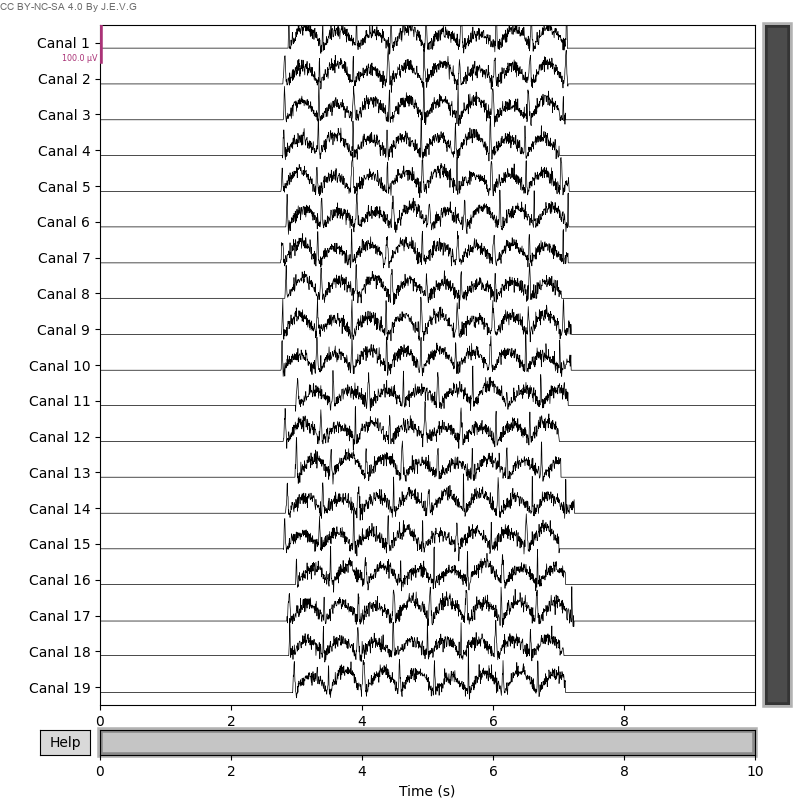 CC BY-NC-SA 4.0 By J.E.V.G
Canal 1
100.0 µV
Canal 2
Canal 3
Canal 4
Canal 5
Canal 6
Canal 7
Canal 8
Canal 9
Canal 10
Canal 11
Canal 12
Canal 13
Canal 14
Canal 15
Canal 16
Canal 17
Canal 18
Canal 19
0 2 4 6 8
Help
0 2 4 6 8 10
Time (s)